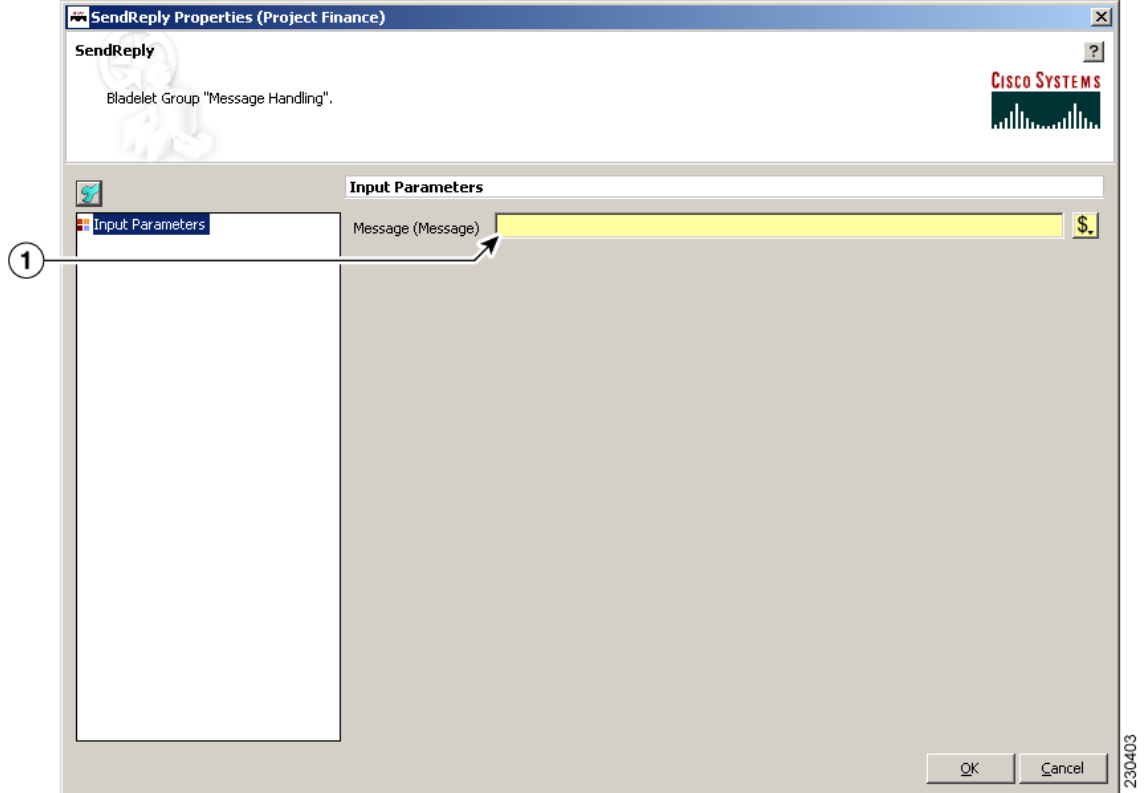 SendReply Properties (Project Finance)
SendReply
?
CISCO SYSTEMS
Bladelet Group "Message Handling".
Input Parameters
Input Parameters
Message (Message)
$
1
OK
Cancel
230403